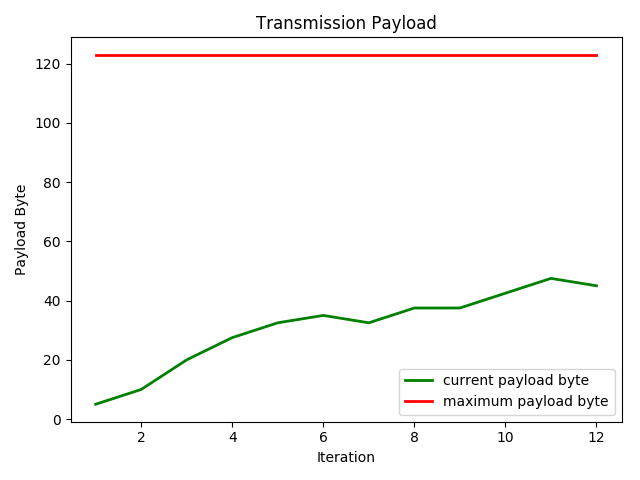 Transmission Payload
120
100
80
60
40
20
0
Payload Byte
2 4 6 8 10 12
Iteration
current payload byte
maximum payload byte